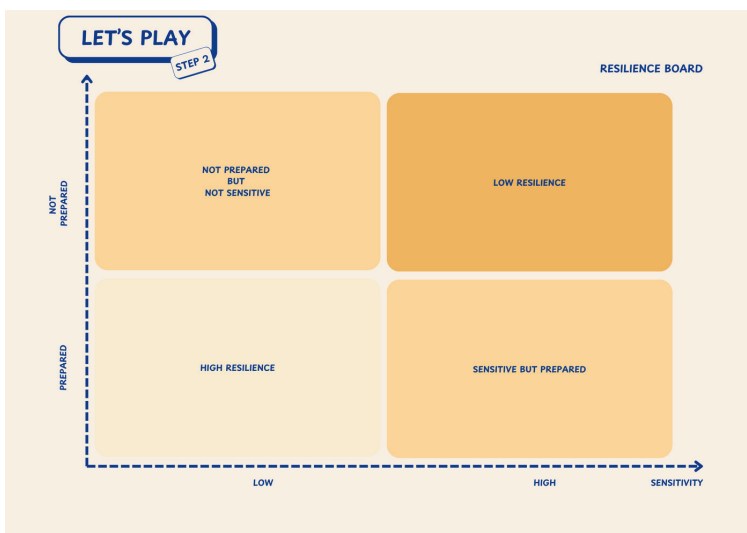 LET'S PLAY
STEP 2
RESILIENCE BOARD
NOT
PREPARED
NOT PREPARED
BUT
NOT SENSITIVE
LOW RESILIENCE
PREPARED
HIGH RESILIENCE
SENSITIVE BUT PREPARED
LOW
HIGH
SENSITIVITY